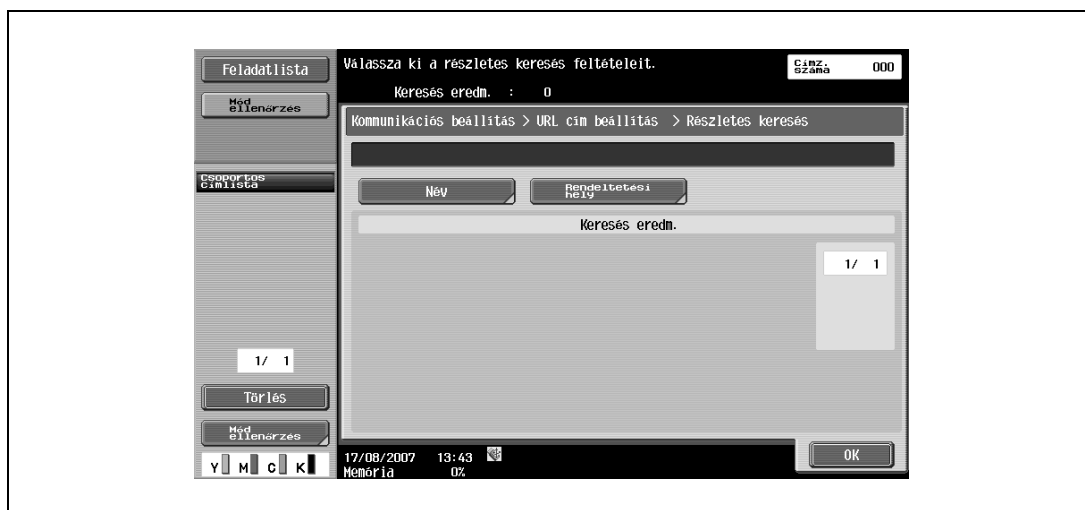 Feladatlista
Mód
ellenőrzés
Csoportos
címlista
1/ 1
Törlés
Mód
ellenőrzés
Y M C K
Válassza ki a részletes keresés feltételeit.
Keresés eredm. : 0
Címz.
száma 000
Kommunikációs beállítás > URL cím beállítás > Részletes keresés
Név
Rendeltetési
hely
Keresés eredm.
1/ 1
OK
17/08/2007 13:43
Memória 0%